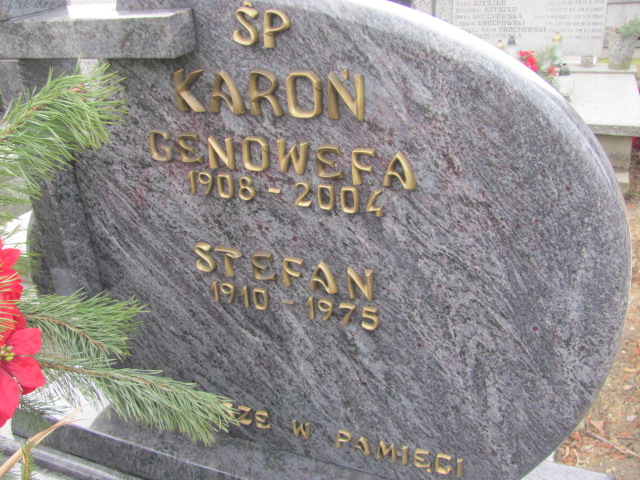 ŚP
KAROŃ
GENOWEFA
1908 - 2004
STEFAN
1910 - 1975
W PAMIĘCI